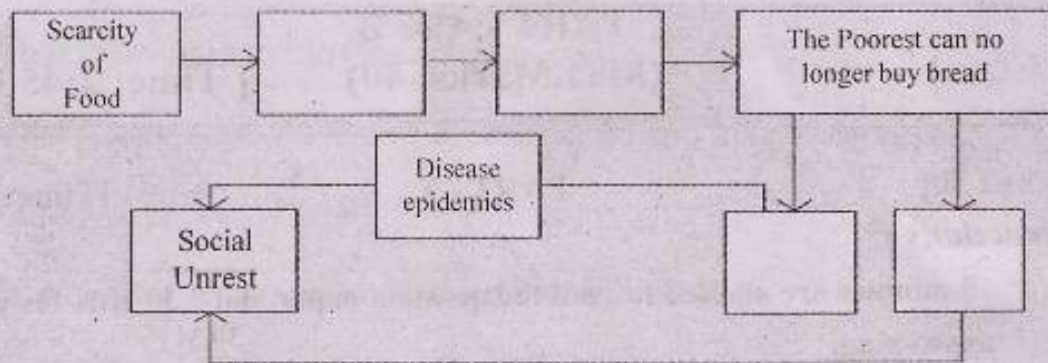 Scarcity
of
Food
The Poorest can no
longer buy bread
Disease
epidemics
Social
Unrest